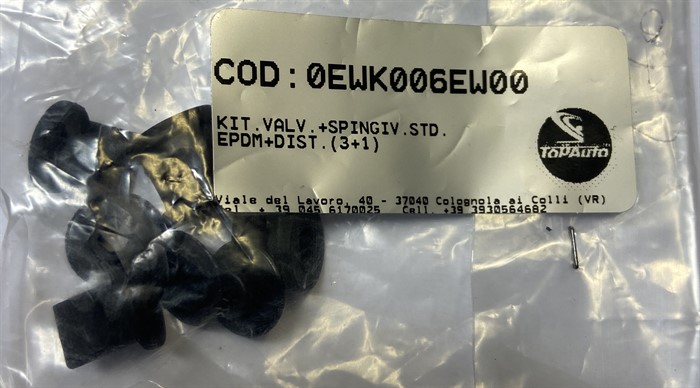 COD:0EWK006EW00
KIT.VALV.+SPINGIV.STD.
EPDM+DIST.(3+1)
TOPAuto
Viale del Lavoro, 40 - 37040 Colognola ai Colli (VR)
Tel. + 39 045 6170025 Cell. +39 3930564682